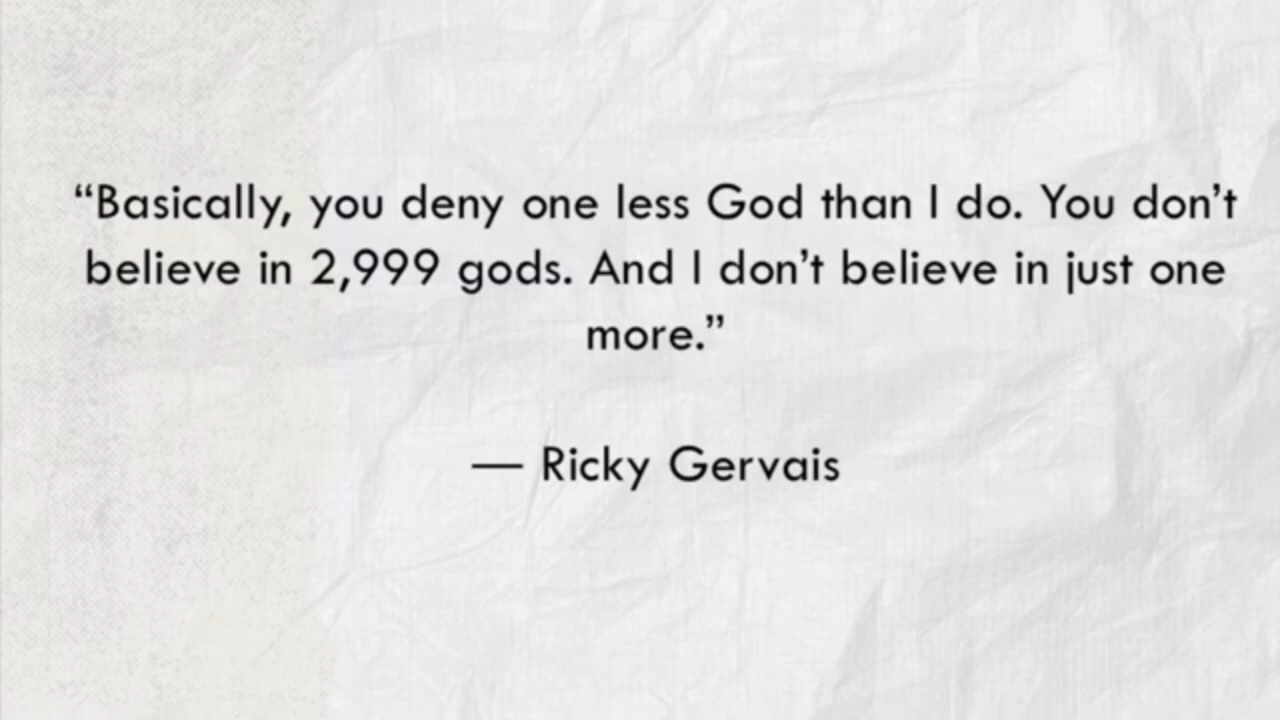 “Basically, you deny one less God than I do. You don’t
believe in 2,999 gods. And I don’t believe in just one
more.”
— Ricky Gervais